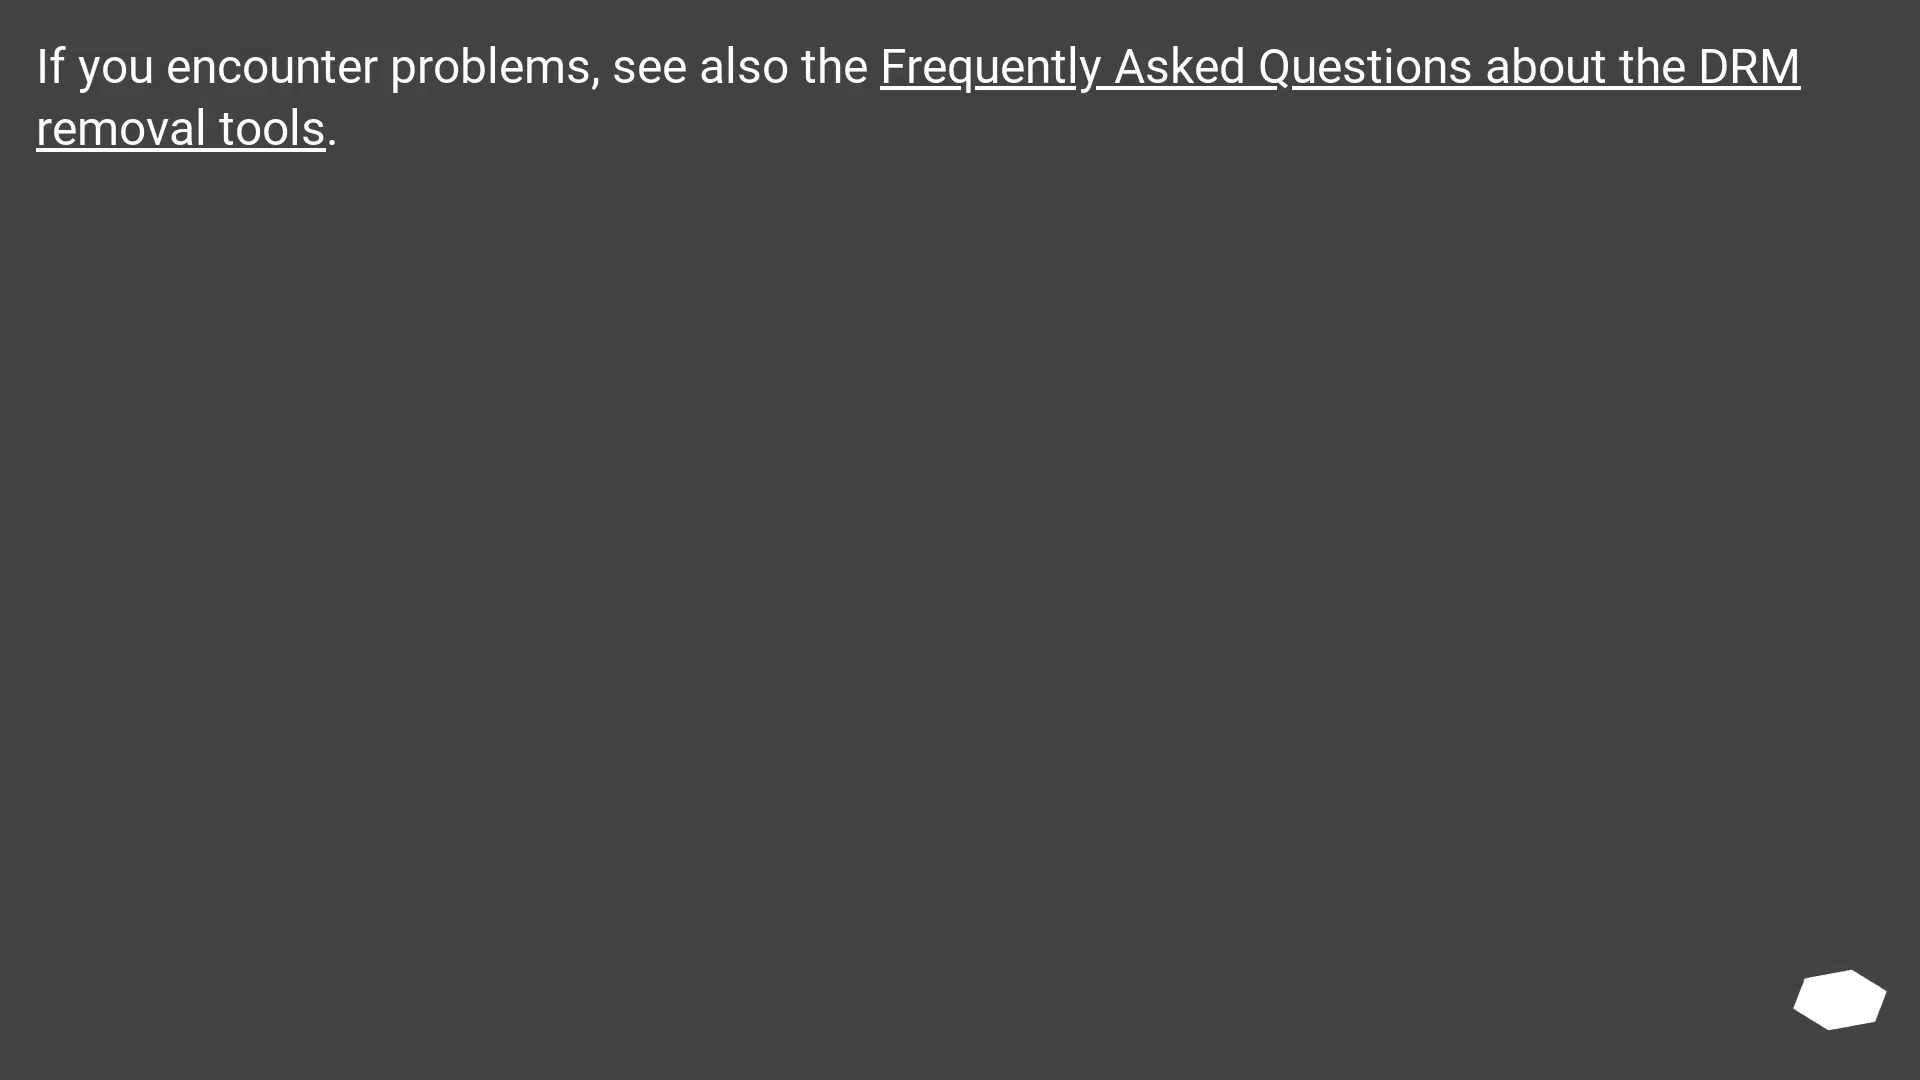 If you encounter problems, see also the Frequently Asked Questions about the DRM
removal tools.